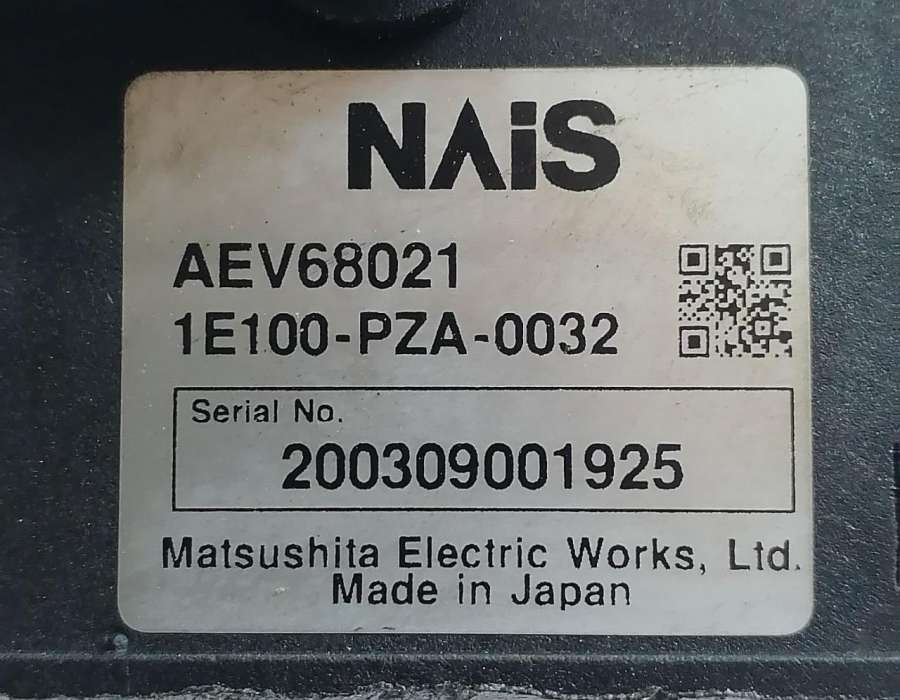 NAiS
AEV68021
1E100-PZA-0032
Serial No.
200309001925
Matsushita Electric Works, Ltd.
Made in Japan